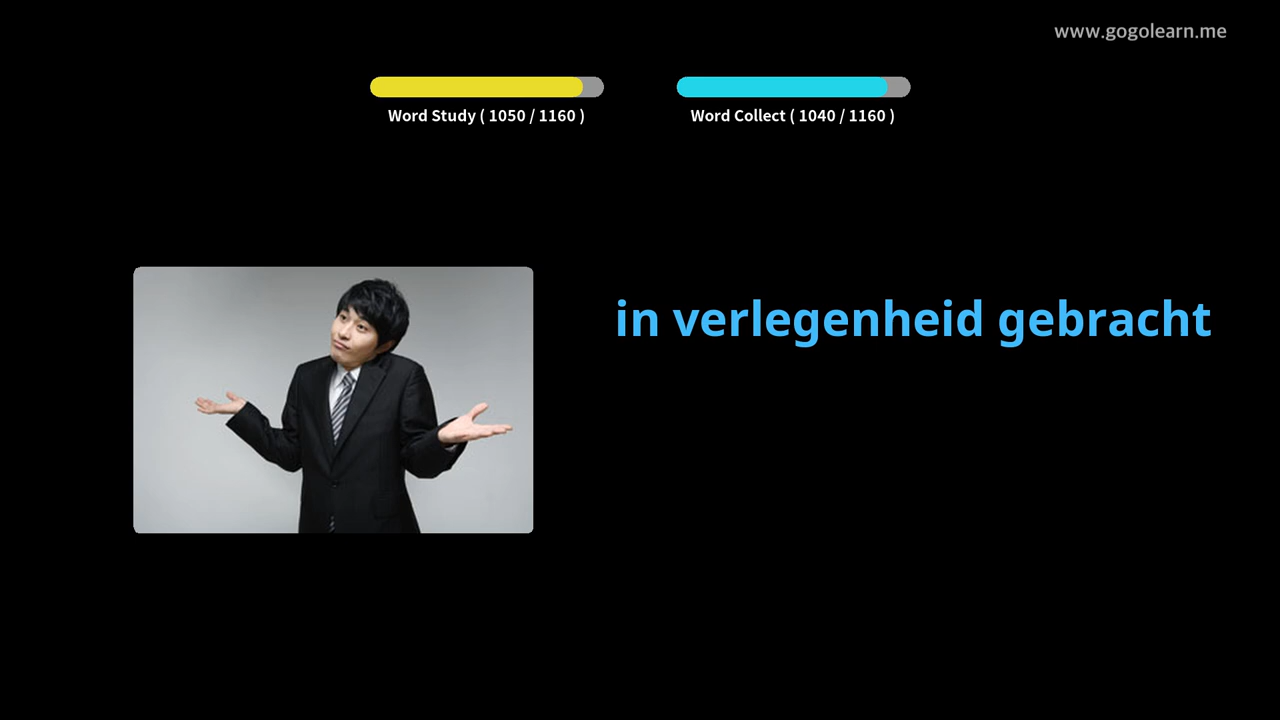 www.gogolearn.me
Word Study ( 1050 / 1160 )
Word Collect ( 1040 / 1160 )
in verlegenheid gebracht